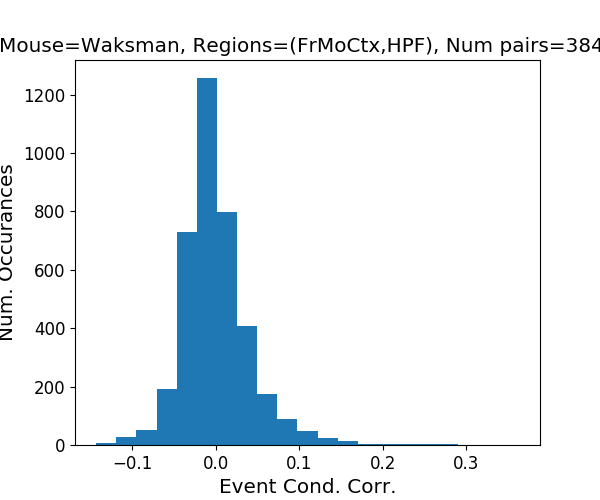 Mouse=Waksman, Regions=(FrMoCtx,HPF), Num pairs=384
1200
1000
800
600
400
200
0
Num. Occurances
−0.1 0.0 0.1 0.2 0.3
Event Cond. Corr.